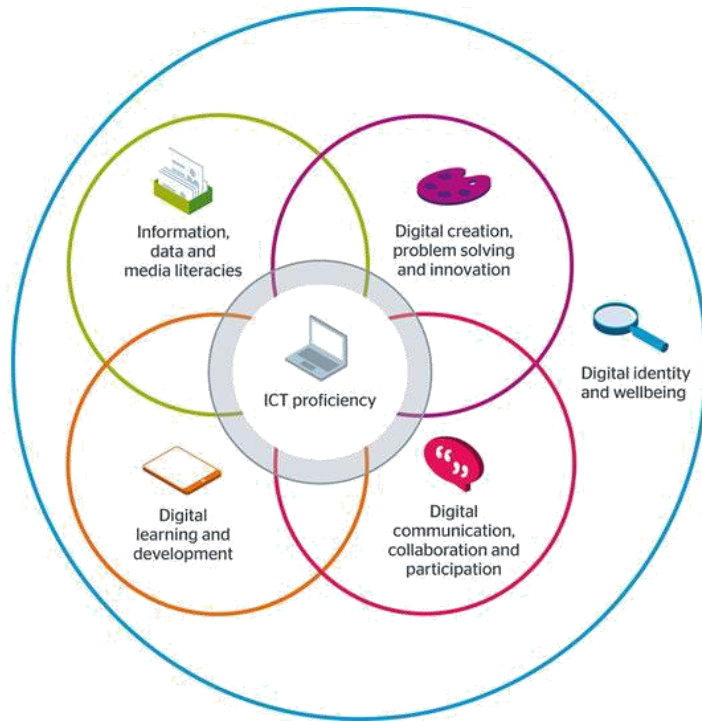 Information,
data and
media literacies
Digital creation,
problem solving
and innovation
Digital identity
and wellbeing
ICT proficiency
Digital
learning and
development
Digital
communication,
collaboration and
participation